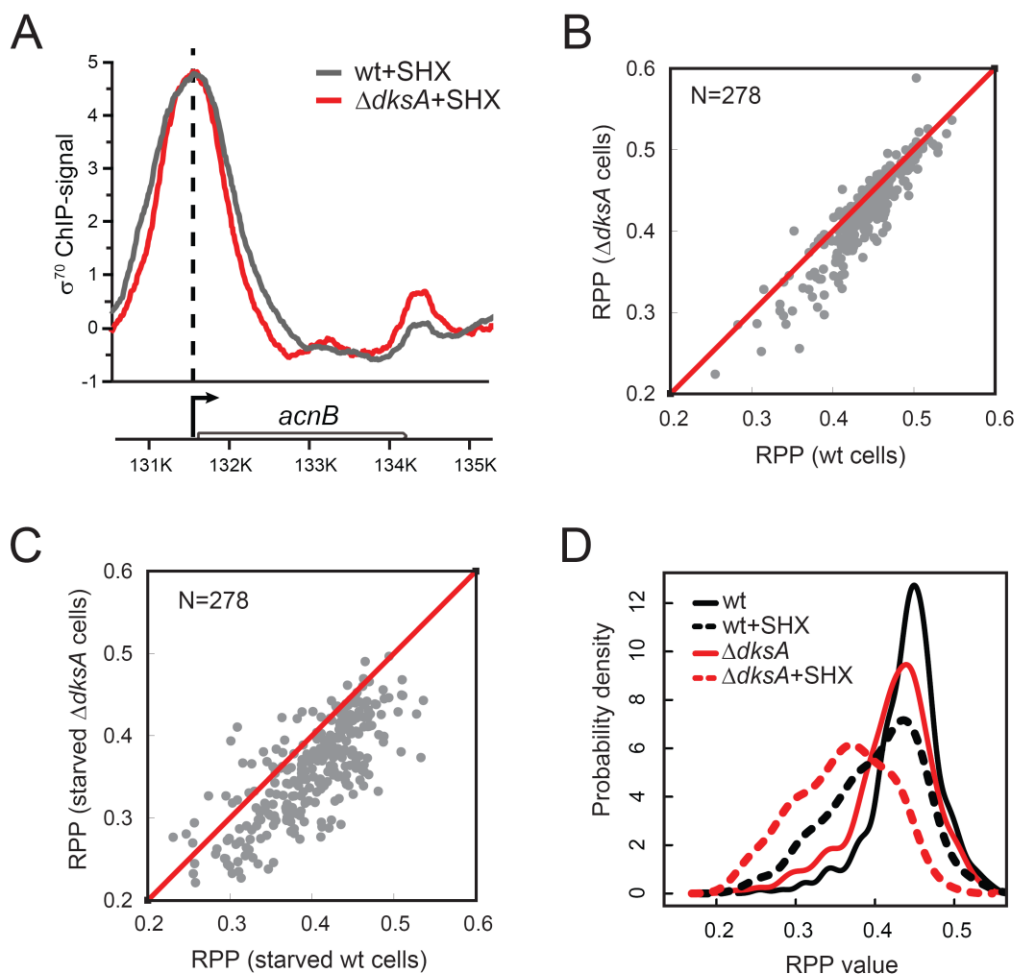 A
wt+SHX
ΔdksA+SHX
5
4
3
2
1
0
-1
σ⁷⁰ ChIP-signal
acnB
131K 132K 133K 134K 135K
B
N=278
0.6
0.5
0.4
0.3
0.2
RPP (ΔdksA cells)
0.2 0.3 0.4 0.5 0.6
RPP (wt cells)
C
N=278
0.6
0.5
0.4
0.3
0.2
RPP (starved ΔdksA cells)
0.2 0.3 0.4 0.5 0.6
RPP (starved wt cells)
D
wt
wt+SHX
ΔdksA
ΔdksA+SHX
12
10
8
6
4
2
0
Probability density
0.2 0.3 0.4 0.5
RPP value